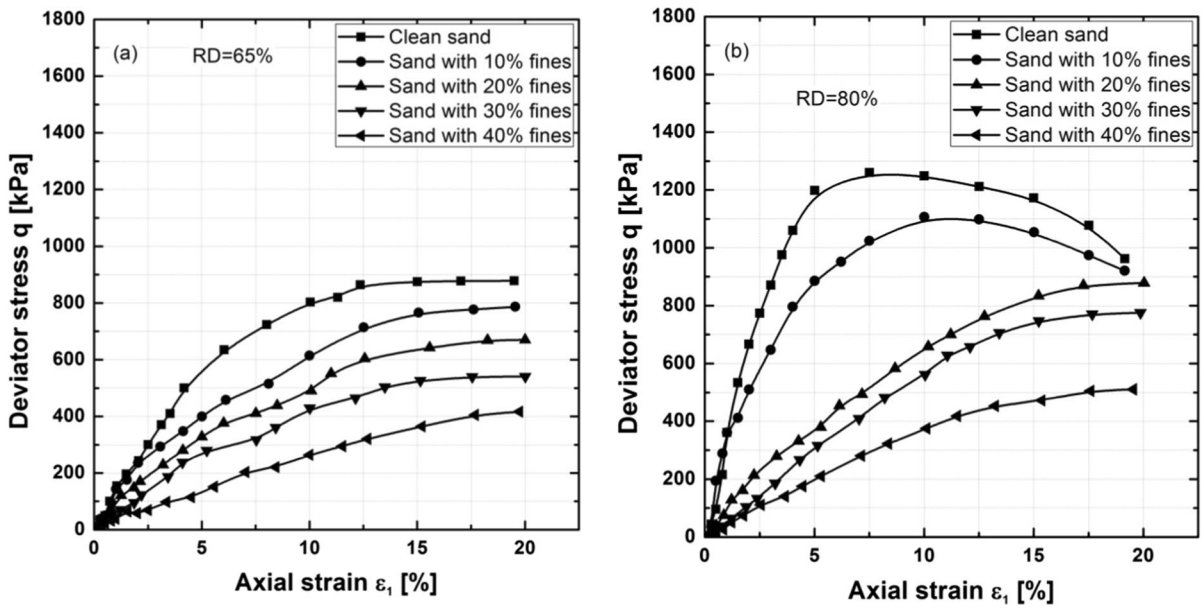 (a)
RD=65%
Clean sand
Sand with 10% fines
Sand with 20% fines
Sand with 30% fines
Sand with 40% fines
1800
1600
1400
1200
1000
800
600
400
200
0
Deviator stress q [kPa]
0 5 10 15 20
Axial strain ε₁ [%]
(b)
RD=80%
Clean sand
Sand with 10% fines
Sand with 20% fines
Sand with 30% fines
Sand with 40% fines
1800
1600
1400
1200
1000
800
600
400
200
0
Deviator stress q [kPa]
0 5 10 15 20
Axial strain ε₁ [%]